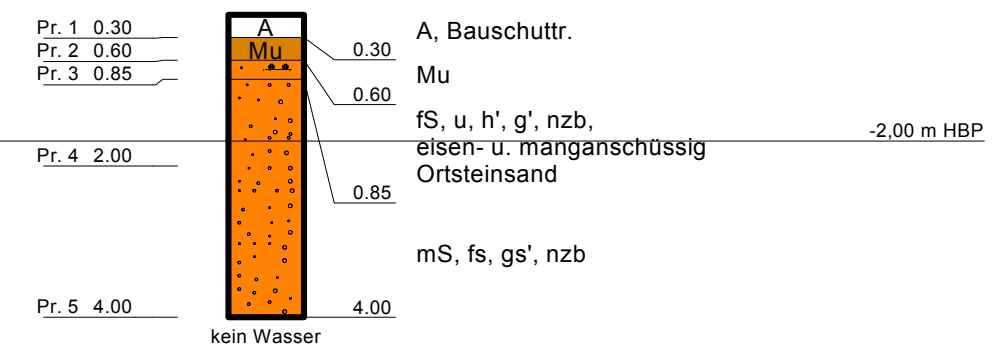 Pr. 1 0.30
Pr. 2 0.60
Pr. 3 0.85
Pr. 4 2.00
Pr. 5 4.00
A
Mu
kein Wasser
0.30
0.60
0.85
4.00
A, Bauschuttr.
Mu
fS, u, h', g', nzb,
eisen- u. manganschüssig
Ortsteinsand
mS, fs, gs', nzb
-2,00 m HBP